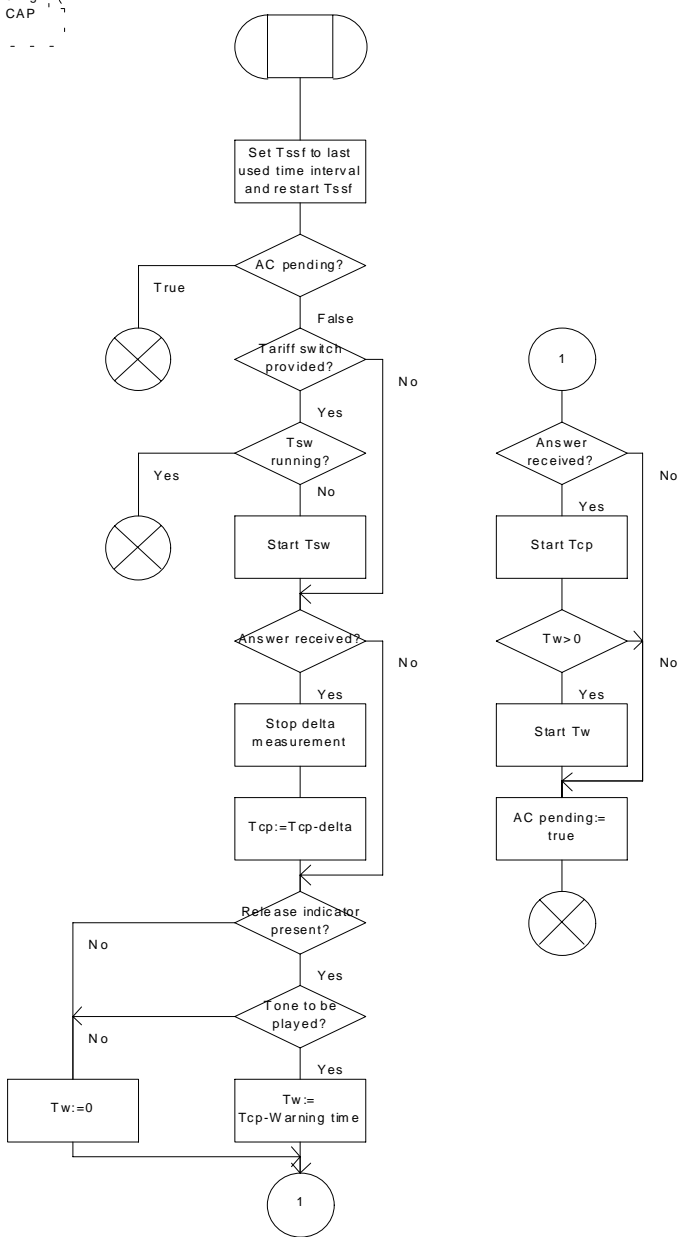 CAP
Set Tssf to last
used time interval
and restart Tssf
AC pending?
True
False
Tariff switch
provided?
No
Yes
Tsw
running?
Yes
No
Start Tsw
Answer received?
No
Yes
Stop delta
measurement
Tcp:=Tcp-delta
Release indicator
present?
No
Yes
Tone to be
played?
No
Yes
Tw:=0
Tw:=
Tcp-Warning time
1
1
Answer
received?
No
Yes
Start Tcp
Tw>0
No
Yes
Start Tw
AC pending:=
true